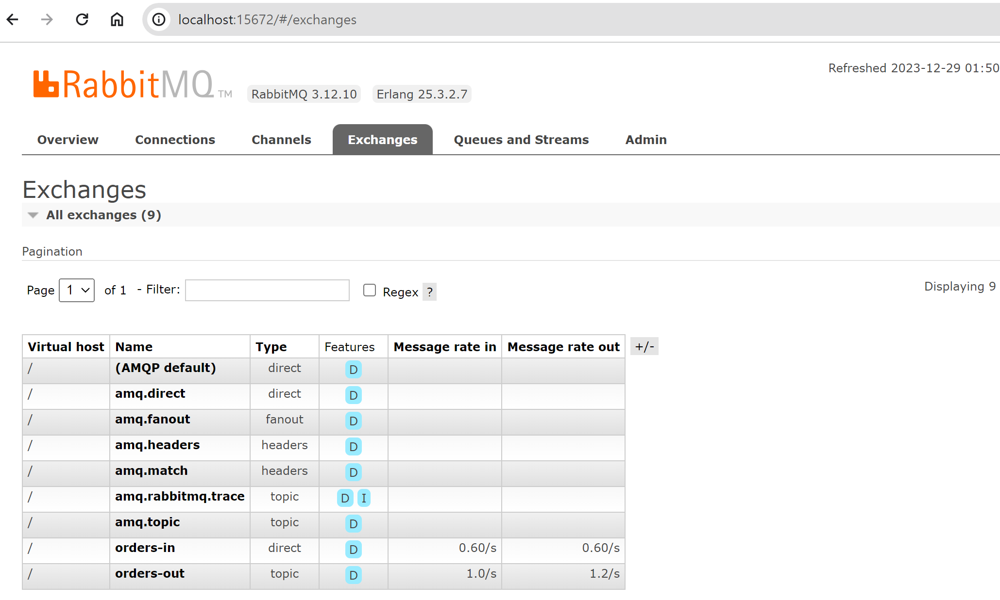 localhost:15672/#/exchanges
Refreshed 2023-12-29 01:50
RabbitMQ TM RabbitMQ 3.12.10 Erlang 25.3.2.7
Overview Connections Channels Exchanges Queues and Streams Admin
Exchanges
All exchanges (9)
Pagination
Page 1 of 1 - Filter: Regex ? Displaying 9
Virtual host Name Type Features Message rate in Message rate out +/-
/ (AMQP default) direct D
/ amq.direct direct D
/ amq.fanout fanout D
/ amq.headers headers D
/ amq.match headers D
/ amq.rabbitmq.trace topic D I
/ amq.topic topic D
/ orders-in direct D 0.60/s 0.60/s
/ orders-out topic D 1.0/s 1.2/s